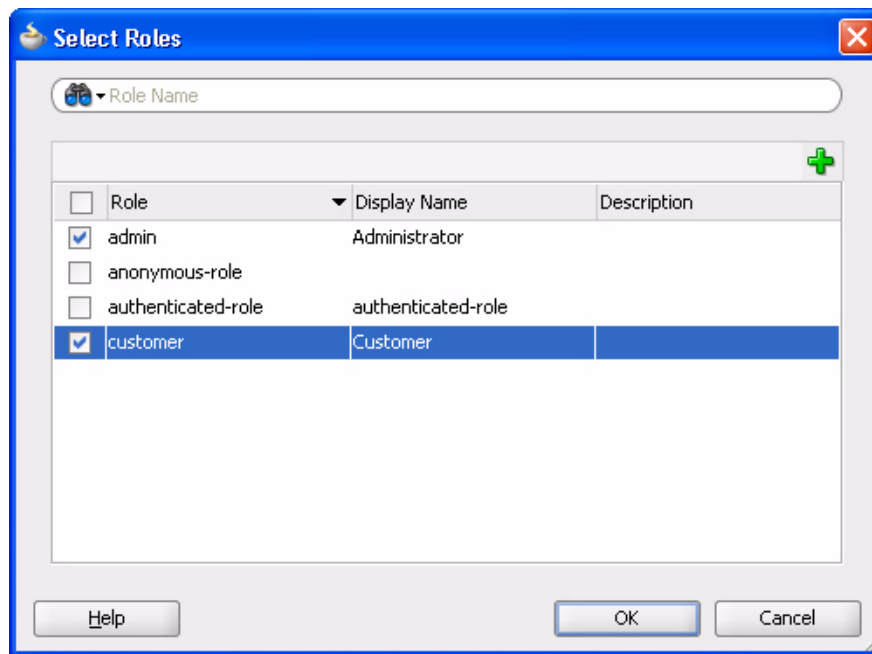 Select Roles
Role Name
Role Display Name Description
admin Administrator
anonymous-role
authenticated-role authenticated-role
customer Customer
Help OK Cancel